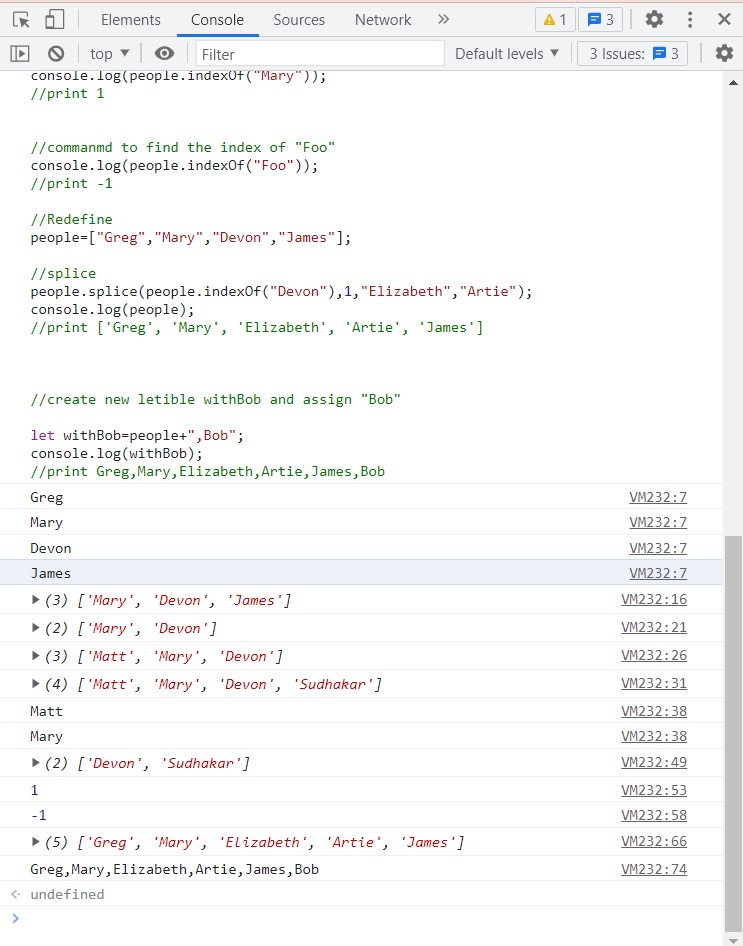 Elements Console Sources Network » 1 3
top ▼ Filter Default levels ▼ 3 Issues: 3
console.log(people.indexOf("Mary"));
//print 1
//commanmd to find the index of "Foo"
console.log(people.indexOf("Foo"));
//print -1
//Redefine
people=["Greg","Mary","Devon","James"];
//splice
people.splice(people.indexOf("Devon"),1,"Elizabeth","Artie");
console.log(people);
//print ['Greg', 'Mary', 'Elizabeth', 'Artie', 'James']
//create new letible withBob and assign "Bob"
let withBob=people+",Bob";
console.log(withBob);
//print Greg,Mary,Elizabeth,Artie,James,Bob
Greg VM232:7
Mary VM232:7
Devon VM232:7
James VM232:7
▶ (3) ['Mary', 'Devon', 'James'] VM232:16
▶ (2) ['Mary', 'Devon'] VM232:21
▶ (3) ['Matt', 'Mary', 'Devon'] VM232:26
▶ (4) ['Matt', 'Mary', 'Devon', 'Sudhakar'] VM232:31
Matt VM232:38
Mary VM232:38
▶ (2) ['Devon', 'Sudhakar'] VM232:49
1 VM232:53
-1 VM232:58
▶ (5) ['Greg', 'Mary', 'Elizabeth', 'Artie', 'James'] VM232:66
Greg,Mary,Elizabeth,Artie,James,Bob VM232:74
undefined